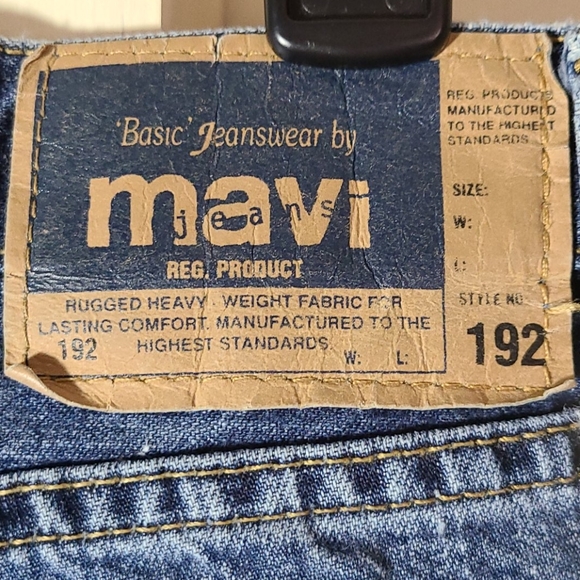 'Basic' Jeanswear by
mavi
jeans
REG. PRODUCT
RUGGED HEAVY - WEIGHT FABRIC FOR
LASTING COMFORT. MANUFACTURED TO THE
192 HIGHEST STANDARDS. W: L:
REG. PRODUCTS
MANUFACTURED
TO THE HIGHEST
STANDARDS
SIZE:
W:
L:
STYLE NO
192